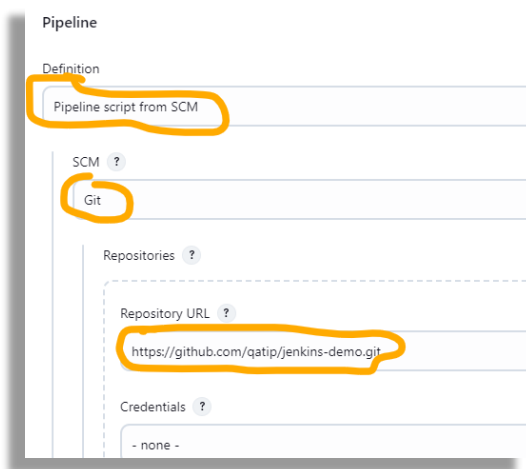 Pipeline
Definition
Pipeline script from SCM
SCM ?
Git
Repositories ?
Repository URL ?
https://github.com/qatip/jenkins-demo.git
Credentials ?
- none -